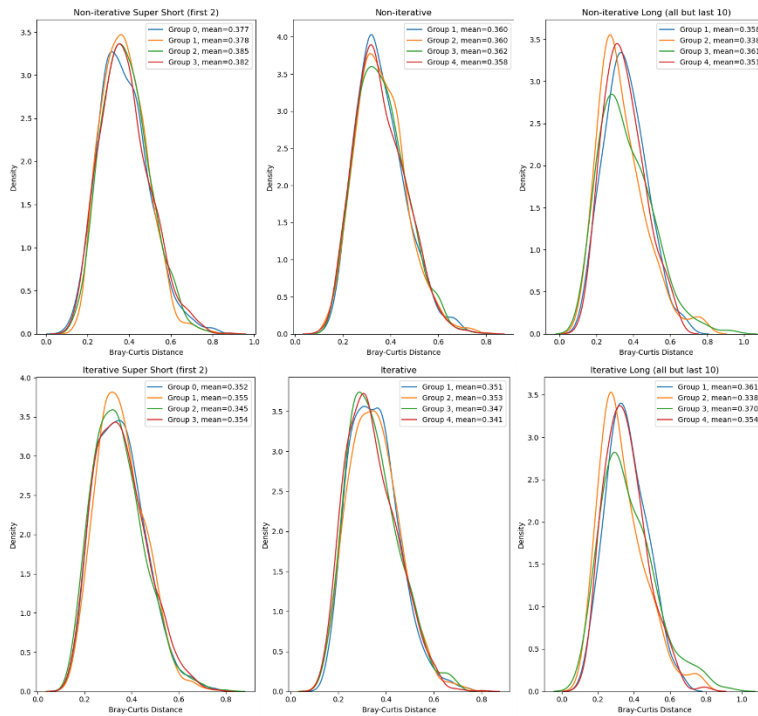 Non-iterative Super Short (first 2)
Group 0, mean=0.377
Group 1, mean=0.378
Group 2, mean=0.385
Group 3, mean=0.382
3.5
3.0
2.5
2.0
1.5
1.0
0.5
0.0
Density
0.0 0.2 0.4 0.6 0.8 1.0
Bray-Curtis Distance
Non-iterative
Group 1, mean=0.360
Group 2, mean=0.360
Group 3, mean=0.362
Group 4, mean=0.358
4.0
3.5
3.0
2.5
2.0
1.5
1.0
0.5
0.0
Density
0.0 0.2 0.4 0.6 0.8
Bray-Curtis Distance
Non-iterative Long (all but last 10)
Group 1, mean=0.358
Group 2, mean=0.338
Group 3, mean=0.361
Group 4, mean=0.351
3.5
3.0
2.5
2.0
1.5
1.0
0.5
0.0
Density
0.0 0.2 0.4 0.6 0.8 1.0
Bray-Curtis Distance
Iterative Super Short (first 2)
Group 0, mean=0.352
Group 1, mean=0.355
Group 2, mean=0.345
Group 3, mean=0.354
4.0
3.5
3.0
2.5
2.0
1.5
1.0
0.5
0.0
Density
0.0 0.2 0.4 0.6 0.8
Bray-Curtis Distance
Iterative
Group 1, mean=0.351
Group 2, mean=0.353
Group 3, mean=0.347
Group 4, mean=0.341
3.5
3.0
2.5
2.0
1.5
1.0
0.5
0.0
Density
0.0 0.2 0.4 0.6 0.8
Bray-Curtis Distance
Iterative Long (all but last 10)
Group 1, mean=0.361
Group 2, mean=0.338
Group 3, mean=0.370
Group 4, mean=0.354
3.5
3.0
2.5
2.0
1.5
1.0
0.5
0.0
Density
0.0 0.2 0.4 0.6 0.8 1.0
Bray-Curtis Distance